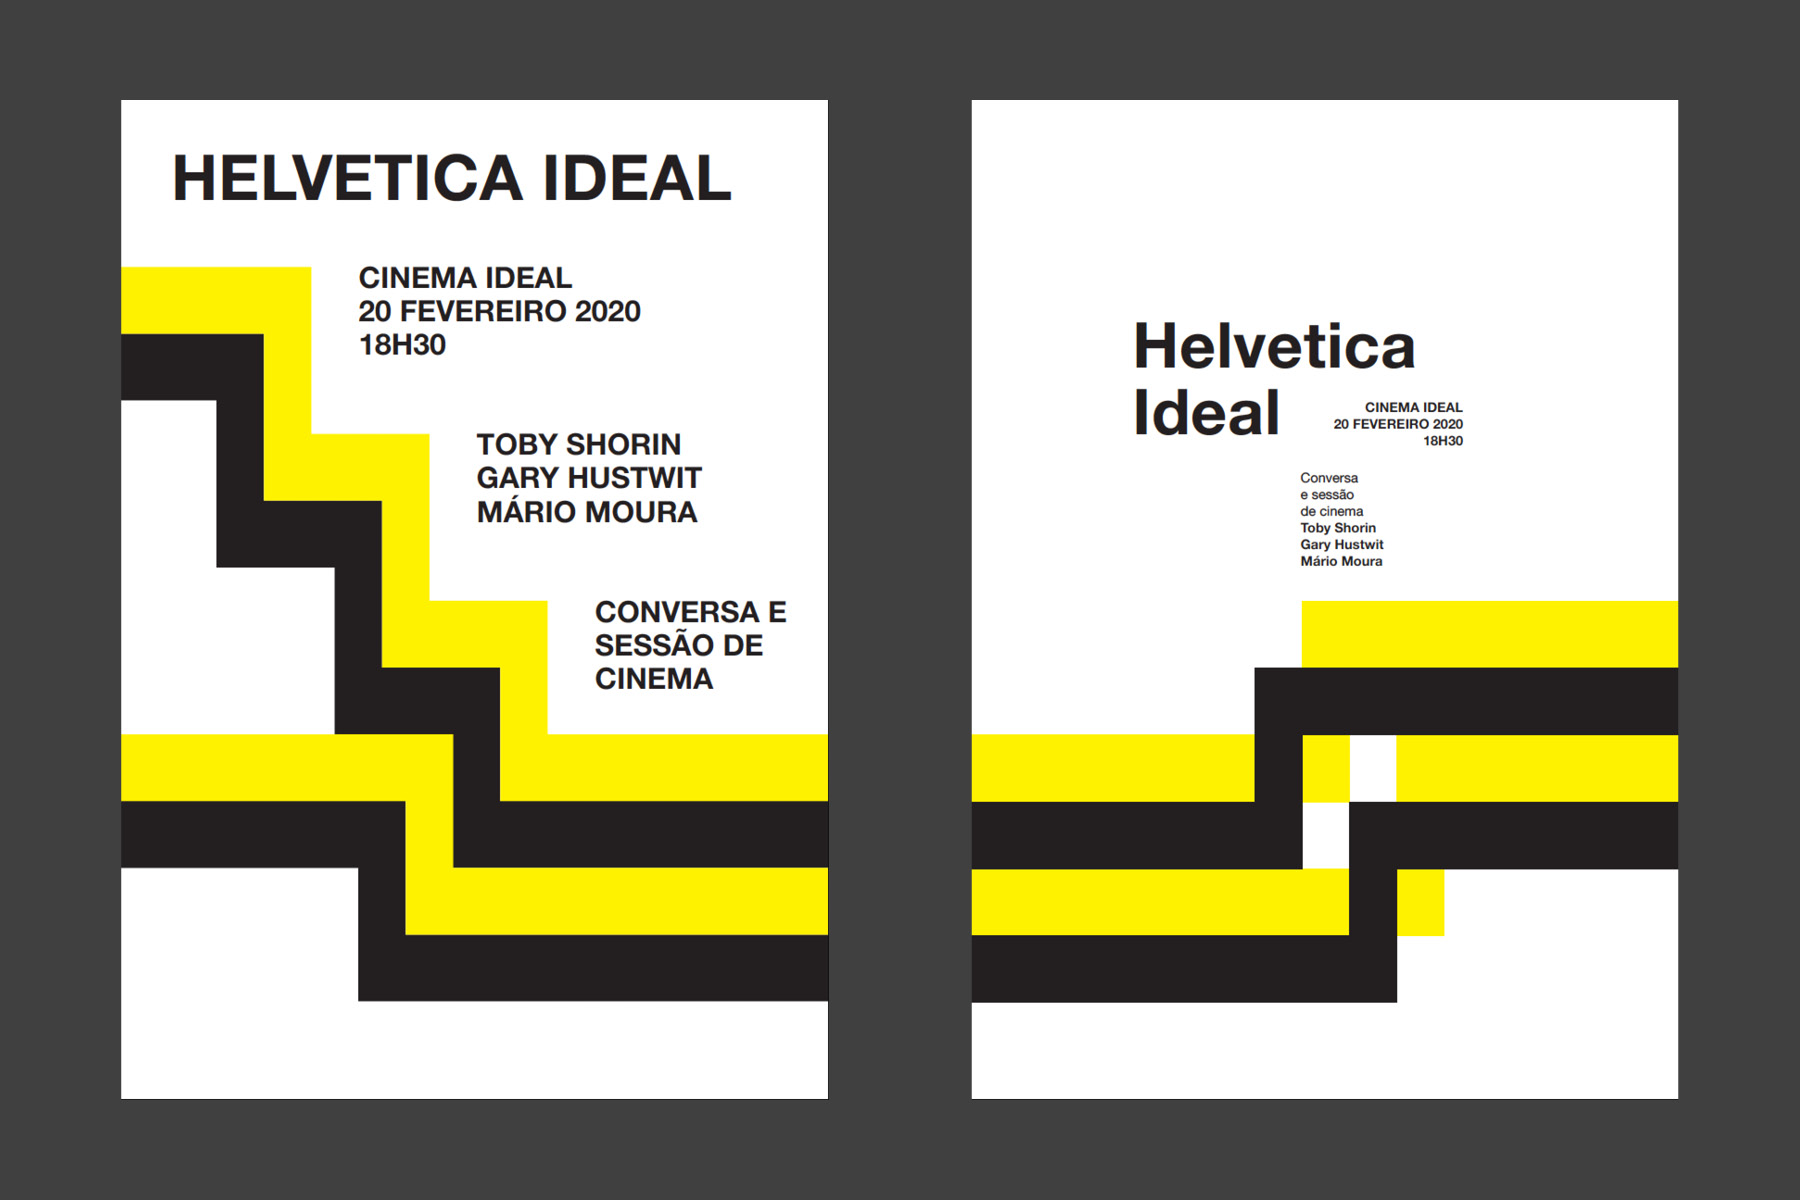 HELVETICA IDEAL
CINEMA IDEAL
20 FEVEREIRO 2020
18H30
TOBY SHORIN
GARY HUSTWIT
MÁRIO MOURA
CONVERSA E
SESSÃO DE
CINEMA
Helvetica
Ideal
CINEMA IDEAL
20 FEVEREIRO 2020
18H30
Conversa
e sessão
de cinema
Toby Shorin
Gary Hustwit
Mário Moura